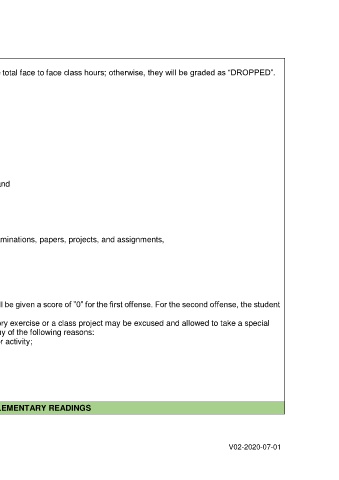 total face to face class hours; otherwise, they will be graded as "DROPPED".
and
minations, papers, projects, and assignments,
ll be given a score of "0" for the first offense. For the second offense, the student
ry exercise or a class project may be excused and allowed to take a special
y of the following reasons:
r activity;
LEMENTARY READINGS
V02-2020-07-01